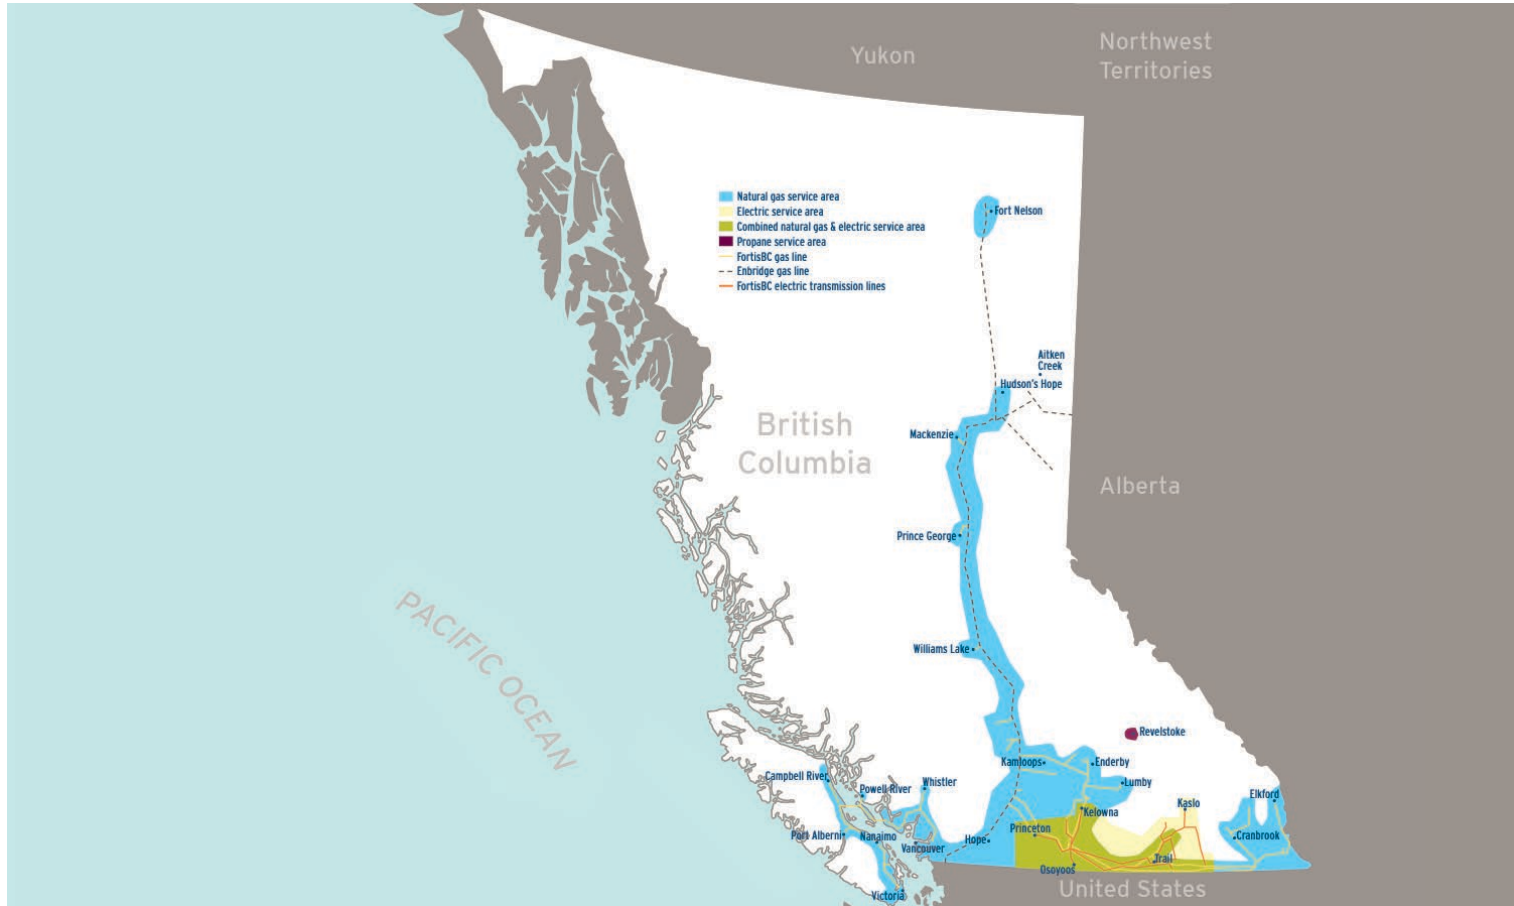 Yukon
Northwest
Territories
Natural gas service area
Electric service area
Combined natural gas & electric service area
Propane service area
FortisBC gas line
Enbridge gas line
FortisBC electric transmission lines
Fort Nelson
Aitken
Creek
Hudson's Hope
British
Columbia
Mackenzie
Alberta
Prince George
PACIFIC OCEAN
Williams Lake
Revelstoke
Kamloops
Enderby
Campbell River
Powell River
Whistler
Lumby
Elkford
Kaslo
Kelowna
Port Alberni
Nanaimo
Vancouver
Hope
Princeton
Cranbrook
Trail
Osoyoos
United States
Victoria